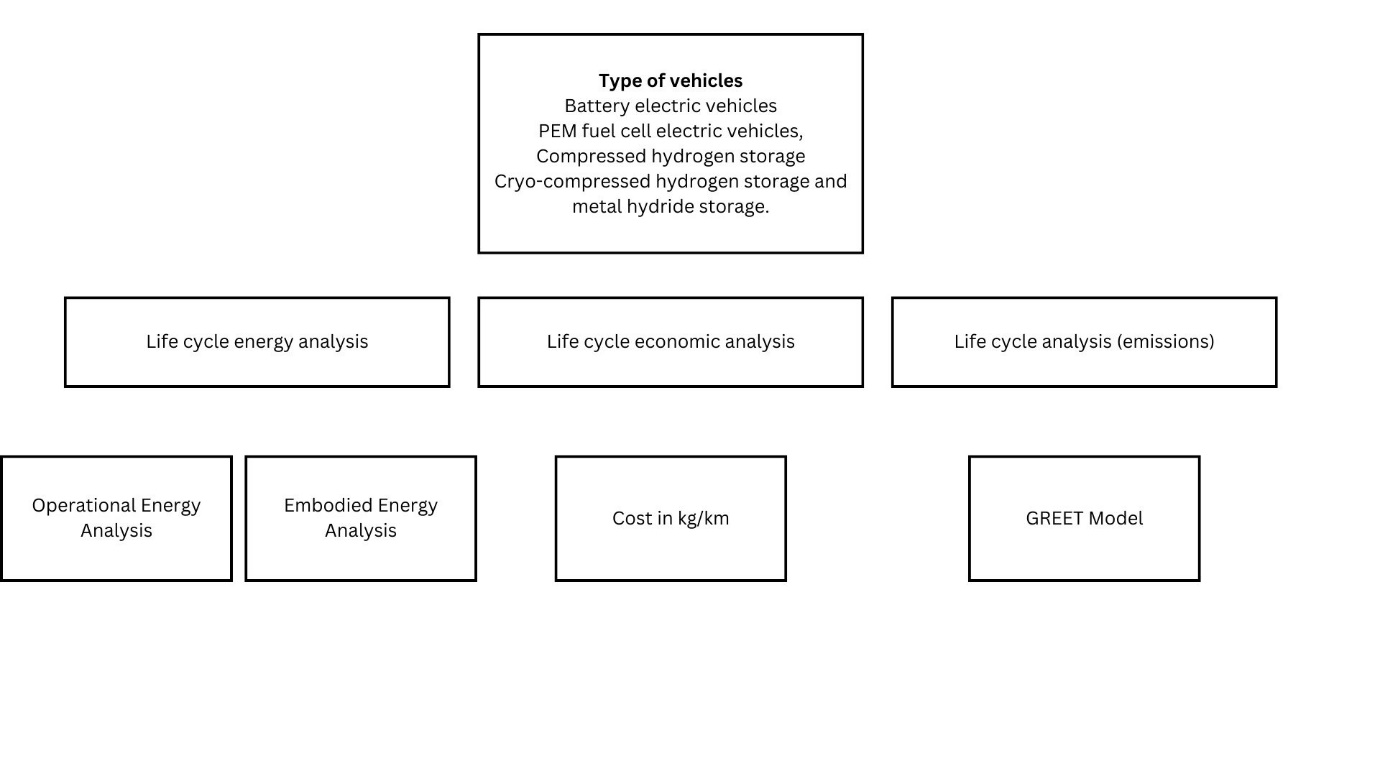 Type of vehicles
Battery electric vehicles
PEM fuel cell electric vehicles,
Compressed hydrogen storage
Cryo-compressed hydrogen storage and
metal hydride storage.
Life cycle energy analysis
Life cycle economic analysis
Life cycle analysis (emissions)
Operational Energy
Analysis
Embodied Energy
Analysis
Cost in kg/km
GREET Model